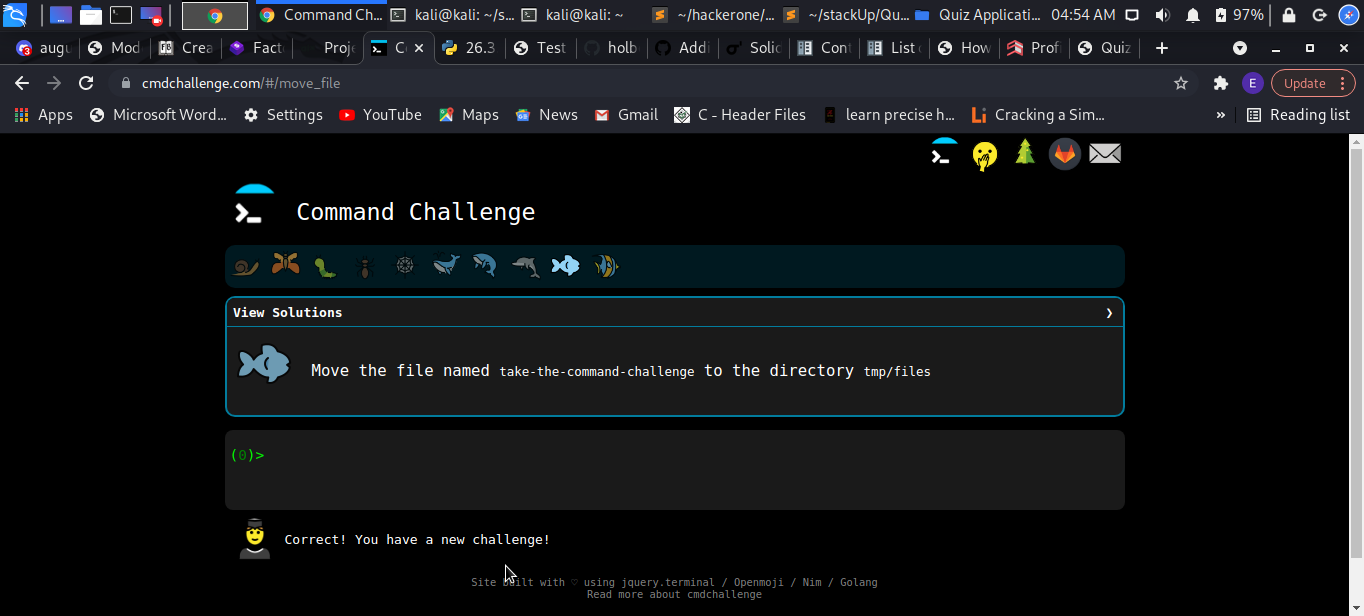 Command Ch... kali@kali: ~/s... kali@kali: ~ ~/hackerone/... ~/stackUp/Qu... Quiz Applicati... 04:54 AM 97%
augu Mod Crea Facto Proje C 26.3 Test holb Addi Solic Cont List How Profi Quiz
cmdchallenge.com/#/move_file E Update
Apps Microsoft Word... Settings YouTube Maps News Gmail C - Header Files learn precise h... Cracking a Sim... » Reading list
Command Challenge
View Solutions ❯
Move the file named take-the-command-challenge to the directory tmp/files
(0)>
Correct! You have a new challenge!
Site built with ♡ using jquery.terminal / Openmoji / Nim / Golang
Read more about cmdchallenge